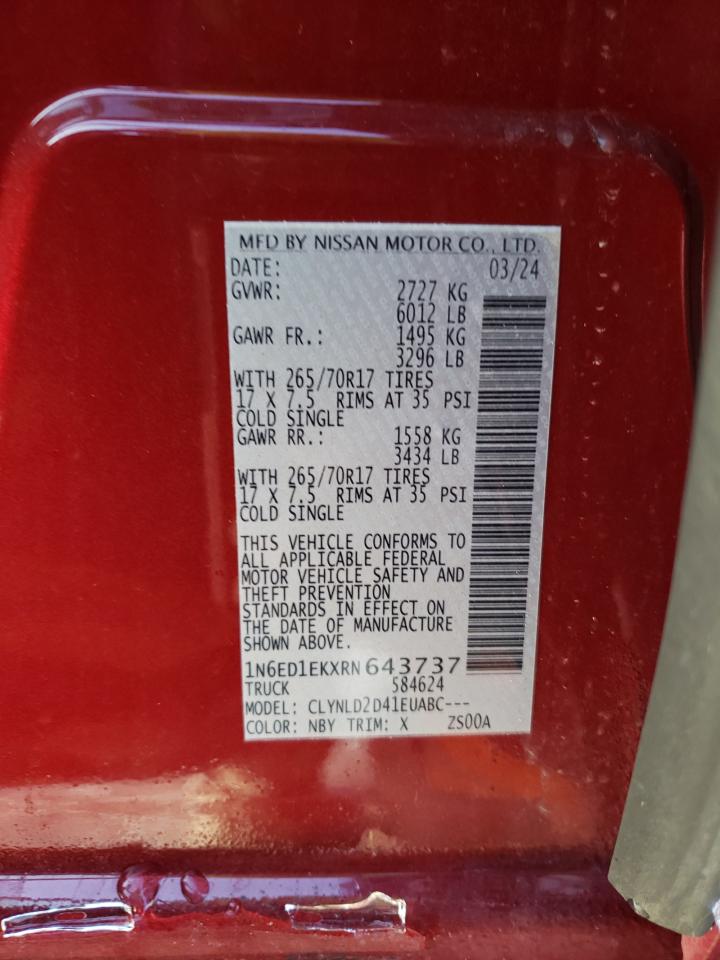 MFD BY NISSAN MOTOR CO., LTD.
DATE: 03/24
GVWR: 2727 KG
6012 LB
GAWR FR.: 1495 KG
3296 LB
WITH 265/70R17 TIRES
17 X 7.5 RIMS AT 35 PSI
COLD SINGLE
GAWR RR.: 1558 KG
3434 LB
WITH 265/70R17 TIRES
17 X 7.5 RIMS AT 35 PSI
COLD SINGLE
THIS VEHICLE CONFORMS TO
ALL APPLICABLE FEDERAL
MOTOR VEHICLE SAFETY AND
THEFT PREVENTION
STANDARDS IN EFFECT ON
THE DATE OF MANUFACTURE
SHOWN ABOVE.
1N6ED1EKXRN643737
TRUCK 584624
MODEL: CLYNLD2D41EUABC---
COLOR: NBY TRIM: X ZS00A